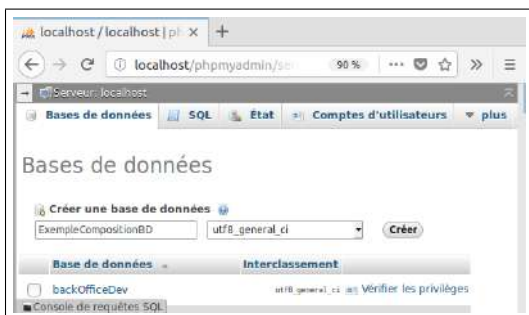 localhost / localhost | ph × +
localhost/phpmyadmin/se 90 % ··· »
Serveur: localhost
Bases de données SQL État Comptes d'utilisateurs plus
Bases de données
Créer une base de données
ExempleCompositionBD utf8_general_ci Créer
Base de données Interclassement
backOfficeDev utf8_general_ci Vérifier les privilèges
Console de requêtes SQL